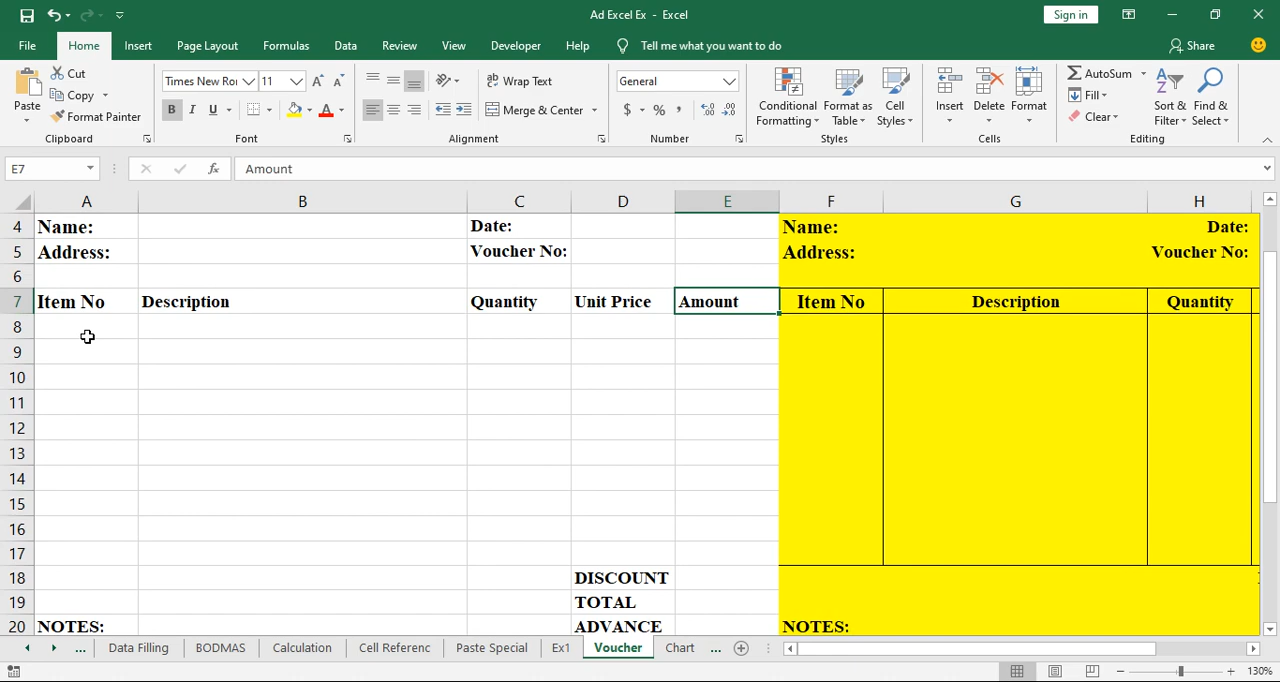 Ad Excel Ex - Excel
Sign in
File Home Insert Page Layout Formulas Data Review View Developer Help Tell me what you want to do Share
Paste
Cut
Copy
Format Painter
Clipboard
Times New Ror 11
B I U
Font
Wrap Text
Merge & Center
Alignment
General
$ % ,
Number
Conditional Formatting
Format as Table
Cell Styles
Styles
Insert
Delete
Format
Cells
AutoSum
Fill
Clear
Sort & Filter
Find & Select
Editing
E7 fx Amount
A B C D E F G H
4 Name: Date: Name: Date:
5 Address: Voucher No: Address: Voucher No:
6
7 Item No Description Quantity Unit Price Amount Item No Description Quantity
8
9
10
11
12
13
14
15
16
17
18 DISCOUNT
19 TOTAL
20 NOTES: ADVANCE NOTES:
... Data Filling BODMAS Calculation Cell Referenc Paste Special Ex1 Voucher Chart ...
130%